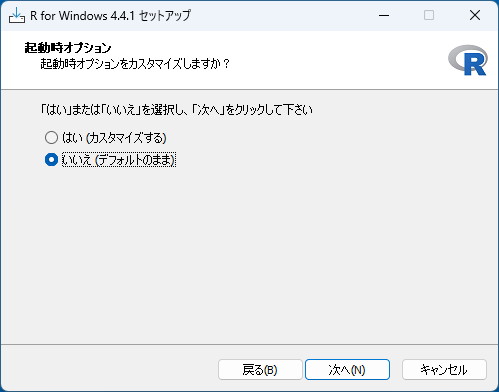 R for Windows 4.4.1 セットアップ
起動時オプション
起動時オプションをカスタマイズしますか？
R
「はい」または「いいえ」を選択し、「次へ」をクリックして下さい
はい (カスタマイズする)
いいえ (デフォルトのまま)
戻る(B) 次へ(N) キャンセル